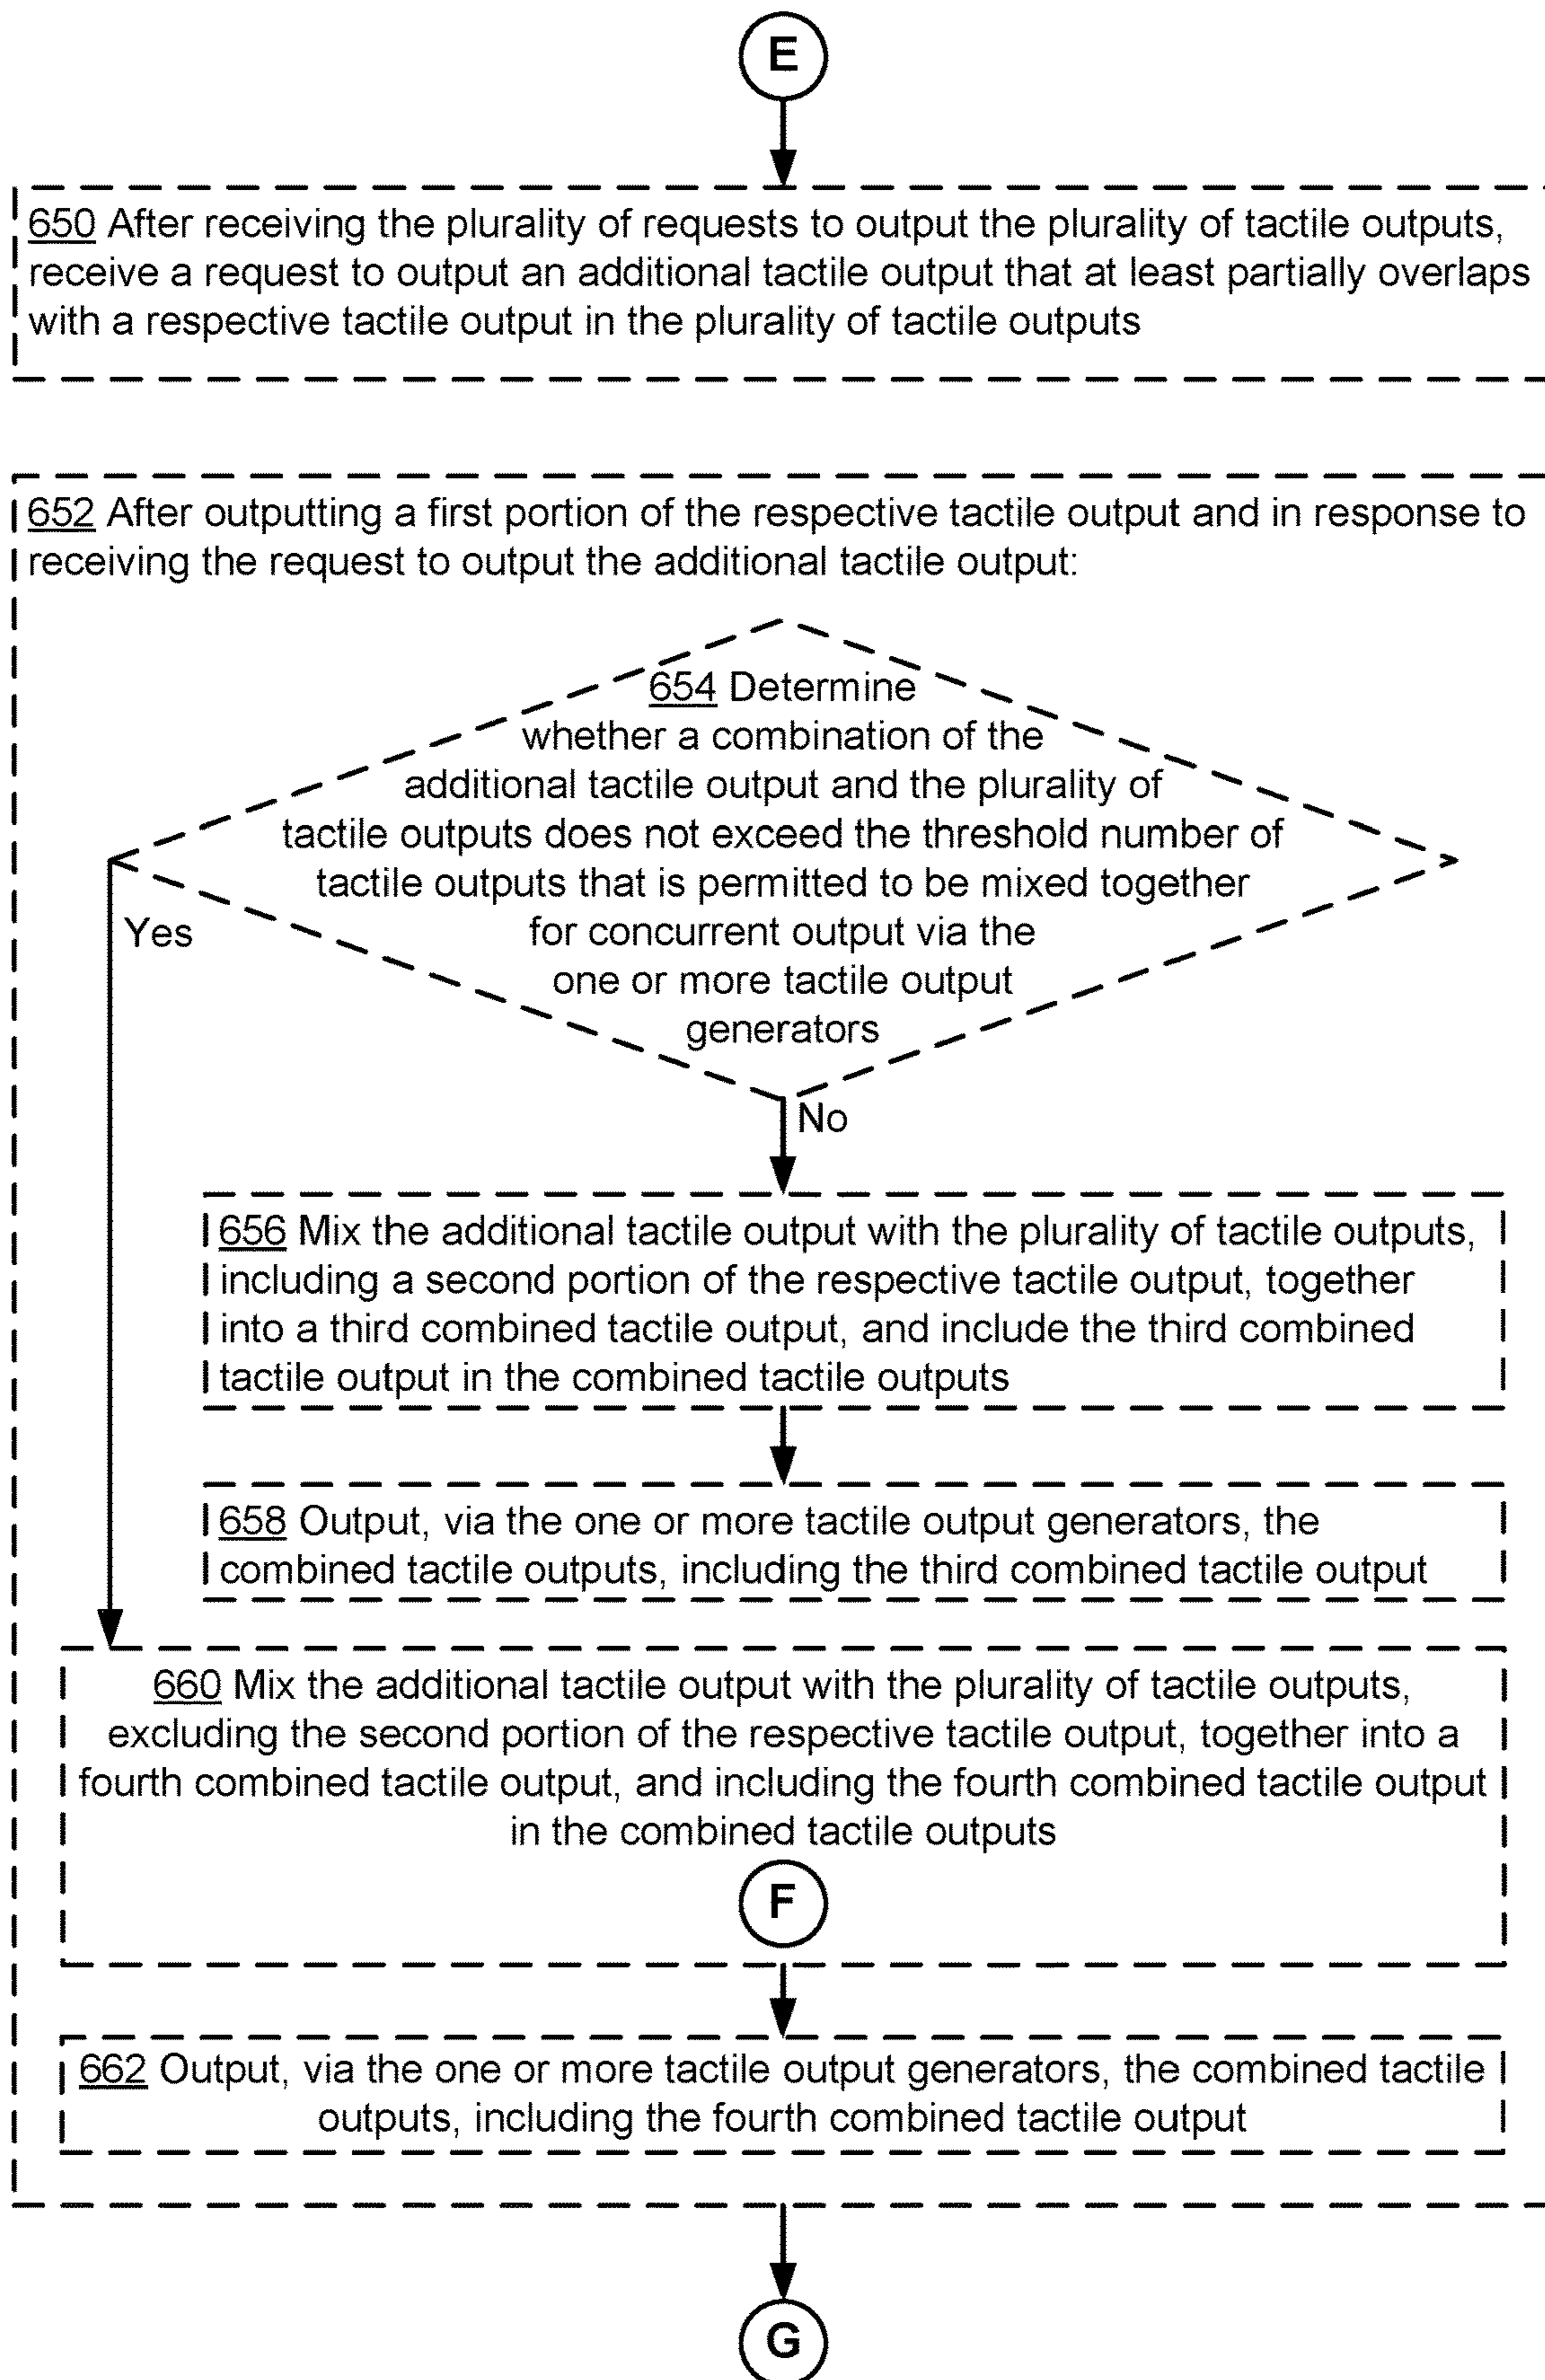 E
650 After receiving the plurality of requests to output the plurality of tactile outputs,
receive a request to output an additional tactile output that at least partially overlaps
with a respective tactile output in the plurality of tactile outputs
652 After outputting a first portion of the respective tactile output and in response to
receiving the request to output the additional tactile output:
654 Determine
whether a combination of the
additional tactile output and the plurality of
tactile outputs does not exceed the threshold number of
tactile outputs that is permitted to be mixed together
for concurrent output via the
one or more tactile output
generators
Yes
No
656 Mix the additional tactile output with the plurality of tactile outputs,
including a second portion of the respective tactile output, together
into a third combined tactile output, and include the third combined
tactile output in the combined tactile outputs
658 Output, via the one or more tactile output generators, the
combined tactile outputs, including the third combined tactile output
660 Mix the additional tactile output with the plurality of tactile outputs,
excluding the second portion of the respective tactile output, together into a
fourth combined tactile output, and including the fourth combined tactile output
in the combined tactile outputs
F
662 Output, via the one or more tactile output generators, the combined tactile
outputs, including the fourth combined tactile output
G